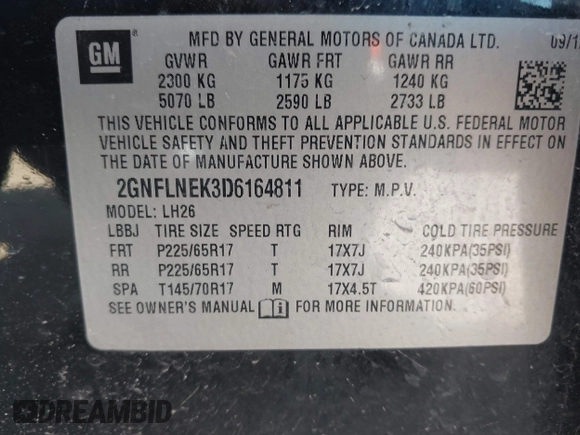 GM
MFD BY GENERAL MOTORS OF CANADA LTD. 09/1
GVWR GAWR FRT GAWR RR
2300 KG 1175 KG 1240 KG
5070 LB 2590 LB 2733 LB
THIS VEHICLE CONFORMS TO ALL APPLICABLE U.S. FEDERAL MOTOR
VEHICLE SAFETY AND THEFT PREVENTION STANDARDS IN EFFECT ON THE
DATE OF MANUFACTURE SHOWN ABOVE.
2GNFLNEK3D6164811 TYPE: M.P.V.
MODEL: LH26
LBBJ TIRE SIZE SPEED RTG RIM COLD TIRE PRESSURE
FRT P225/65R17 T 17X7J 240KPA(35PSI)
RR P225/65R17 T 17X7J 240KPA(35PSI)
SPA T145/70R17 M 17X4.5T 420KPA(60PSI)
SEE OWNER'S MANUAL FOR MORE INFORMATION.
DREAMBID